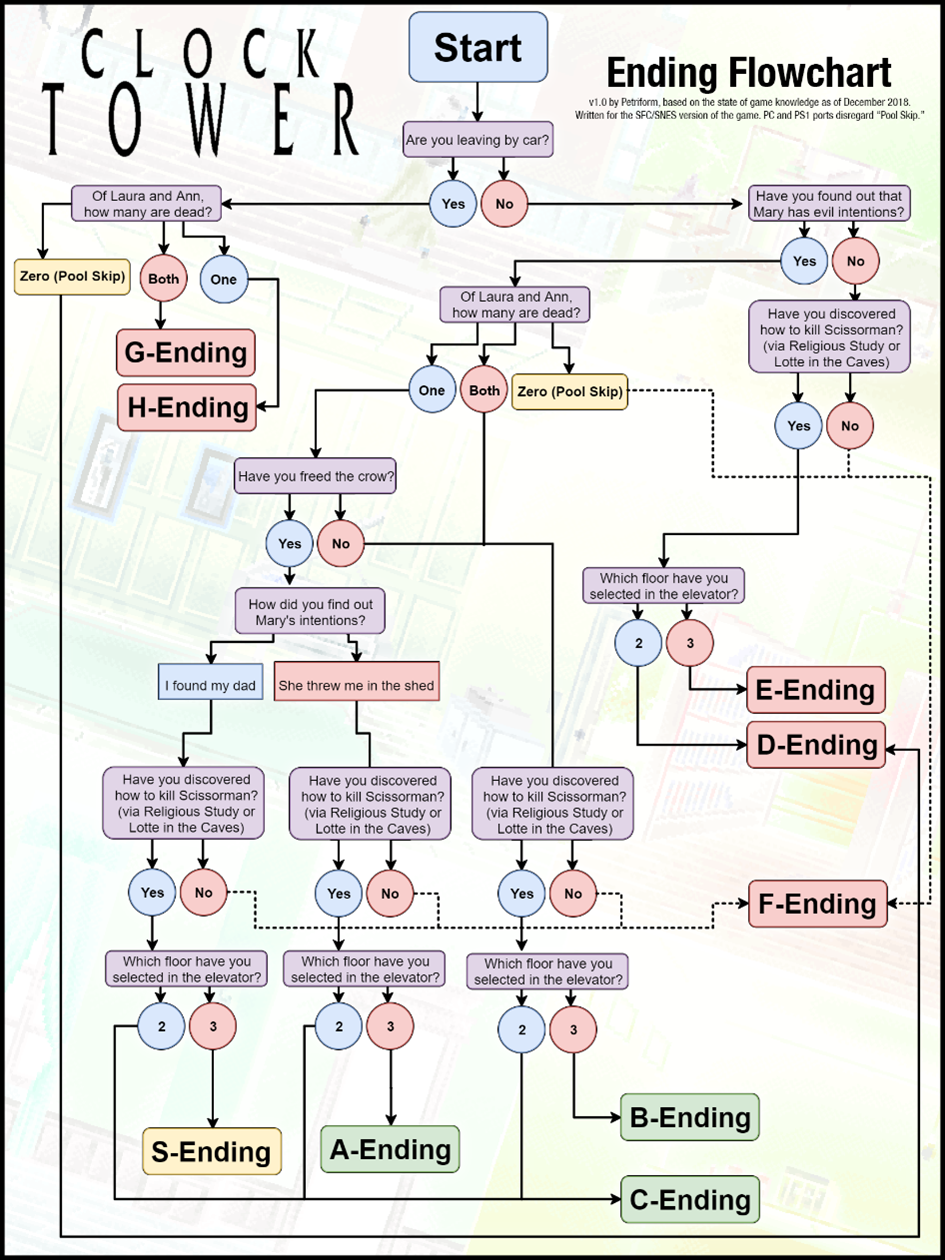 CLOCK
TOWER
Start
Ending Flowchart
v1.0 by Petriform, based on the state of game knowledge as of December 2018.
Written for the SFC/SNES version of the game. PC and PS1 ports disregard “Pool Skip.”
Are you leaving by car?
Yes
No
Of Laura and Ann,
how many are dead?
Have you found out that
Mary has evil intentions?
Zero (Pool Skip)
Both
One
Yes
No
G-Ending
H-Ending
Of Laura and Ann,
how many are dead?
Have you discovered
how to kill Scissorman?
(via Religious Study or
Lotte in the Caves)
One
Both
Zero (Pool Skip)
Yes
No
Have you freed the crow?
Yes
No
Which floor have you
selected in the elevator?
2
3
How did you find out
Mary's intentions?
I found my dad
She threw me in the shed
E-Ending
D-Ending
Have you discovered
how to kill Scissorman?
(via Religious Study or
Lotte in the Caves)
Have you discovered
how to kill Scissorman?
(via Religious Study or
Lotte in the Caves)
Have you discovered
how to kill Scissorman?
(via Religious Study or
Lotte in the Caves)
Yes
No
Yes
No
Yes
No
F-Ending
Which floor have you
selected in the elevator?
Which floor have you
selected in the elevator?
Which floor have you
selected in the elevator?
2
3
2
3
2
3
S-Ending
A-Ending
B-Ending
C-Ending